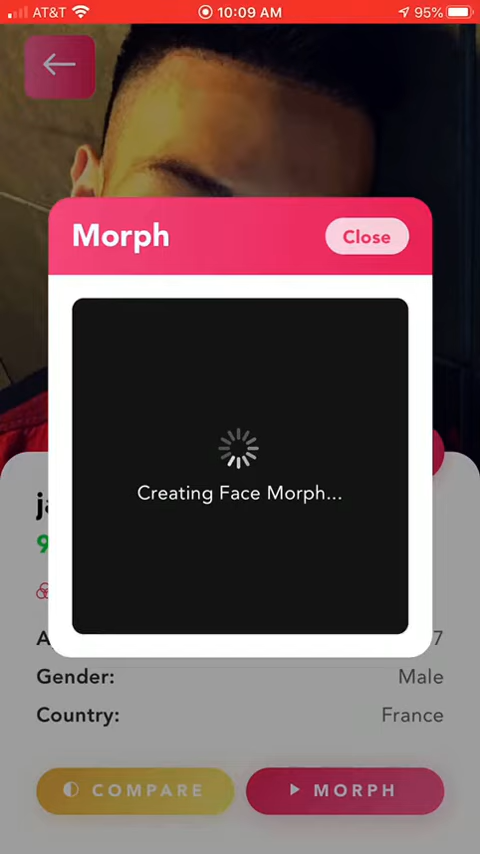 AT&T 10:09 AM 95%
Morph Close
Creating Face Morph...
Gender: Male
Country: France
COMPARE MORPH